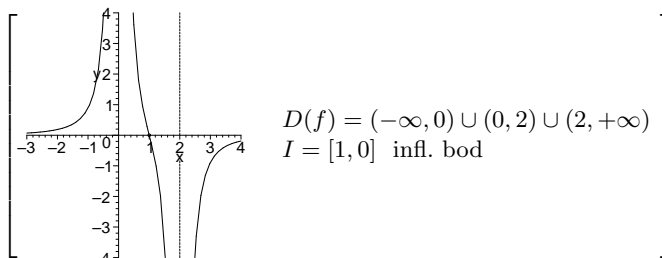 4
3
y
2
1
–3 –2 –1 0 1 2 3 4
x
–1
–2
–3
–4
D(f) = (−∞, 0) ∪ (0, 2) ∪ (2, +∞)
I = [1, 0] infl. bod